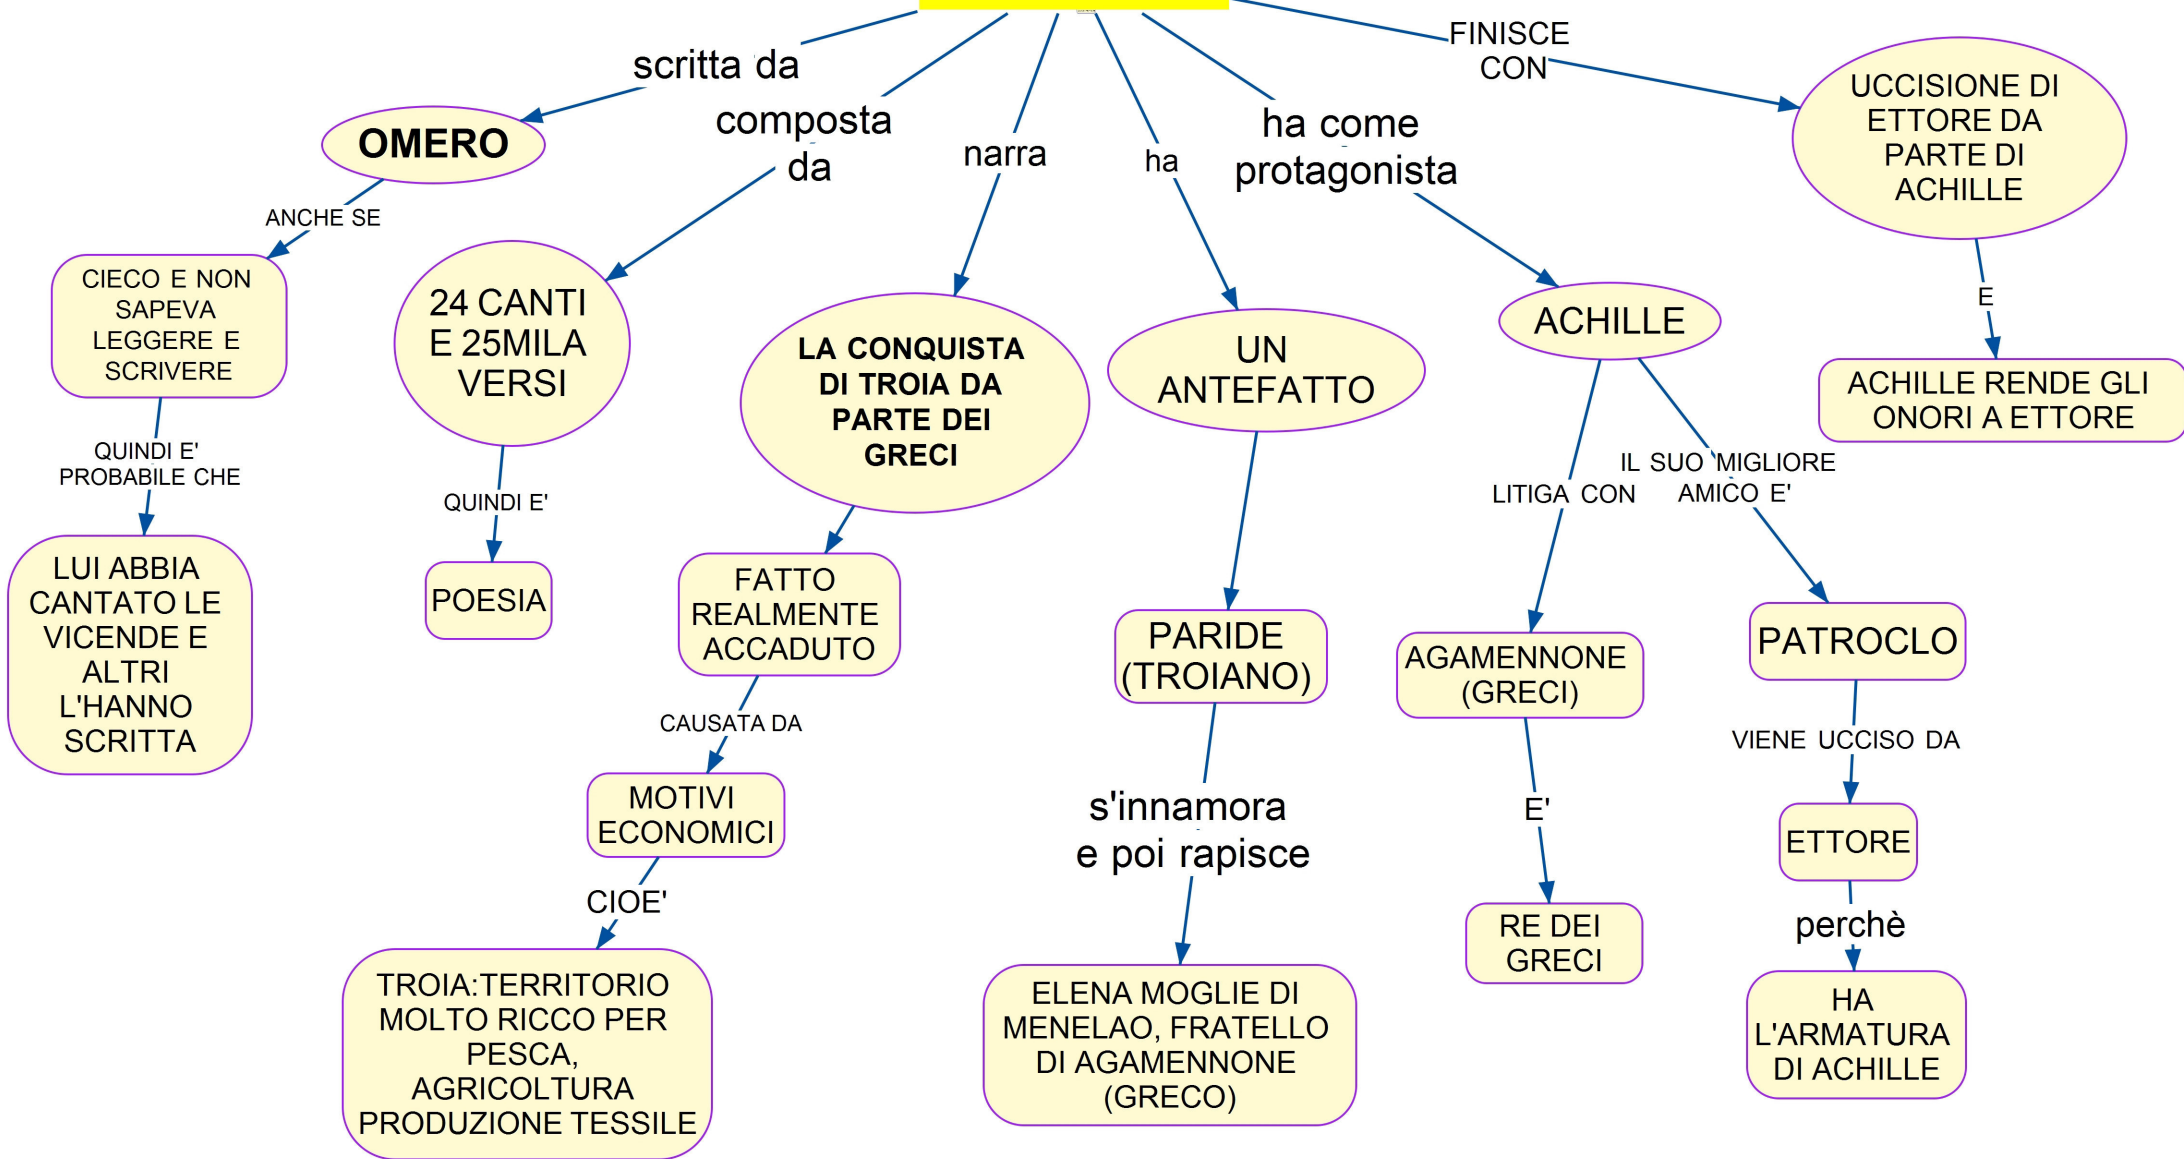 scritta da
OMERO
ANCHE SE
CIECO E NON
SAPEVA
LEGGERE E
SCRIVERE
QUINDI E'
PROBABILE CHE
LUI ABBIA
CANTATO LE
VICENDE E
ALTRI
L'HANNO
SCRITTA
composta
da
24 CANTI
E 25MILA
VERSI
QUINDI E'
POESIA
narra
LA CONQUISTA
DI TROIA DA
PARTE DEI
GRECI
FATTO
REALMENTE
ACCADUTO
CAUSATA DA
MOTIVI
ECONOMICI
CIOE'
TROIA:TERRITORIO
MOLTO RICCO PER
PESCA,
AGRICOLTURA
PRODUZIONE TESSILE
ha
UN
ANTEFATTO
PARIDE
(TROIANO)
s'innamora
e poi rapisce
ELENA MOGLIE DI
MENELAO, FRATELLO
DI AGAMENNONE
(GRECO)
ha come
protagonista
ACHILLE
LITIGA CON
AGAMENNONE
(GRECI)
E'
RE DEI
GRECI
IL SUO MIGLIORE
AMICO E'
PATROCLO
VIENE UCCISO DA
ETTORE
perchè
HA
L'ARMATURA
DI ACHILLE
FINISCE
CON
UCCISIONE DI
ETTORE DA
PARTE DI
ACHILLE
E
ACHILLE RENDE GLI
ONORI A ETTORE